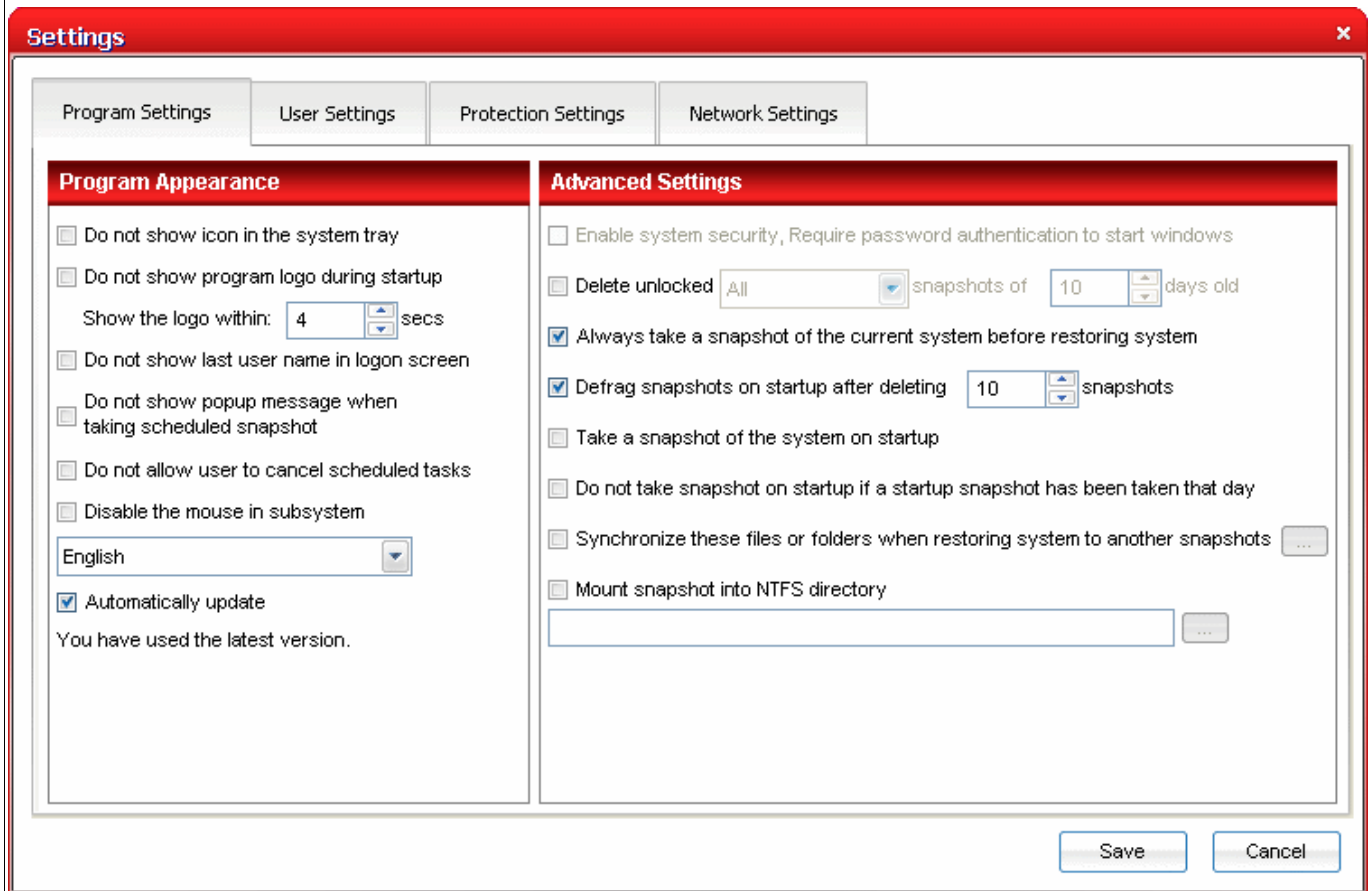 Settings
Program Settings
User Settings
Protection Settings
Network Settings
Program Appearance
Do not show icon in the system tray
Do not show program logo during startup
Show the logo within: 4 secs
Do not show last user name in logon screen
Do not show popup message when
taking scheduled snapshot
Do not allow user to cancel scheduled tasks
Disable the mouse in subsystem
English
Automatically update
You have used the latest version.
Advanced Settings
Enable system security, Require password authentication to start windows
Delete unlocked All snapshots of 10 days old
Always take a snapshot of the current system before restoring system
Defrag snapshots on startup after deleting 10 snapshots
Take a snapshot of the system on startup
Do not take snapshot on startup if a startup snapshot has been taken that day
Synchronize these files or folders when restoring system to another snapshots ...
Mount snapshot into NTFS directory
...
Save
Cancel